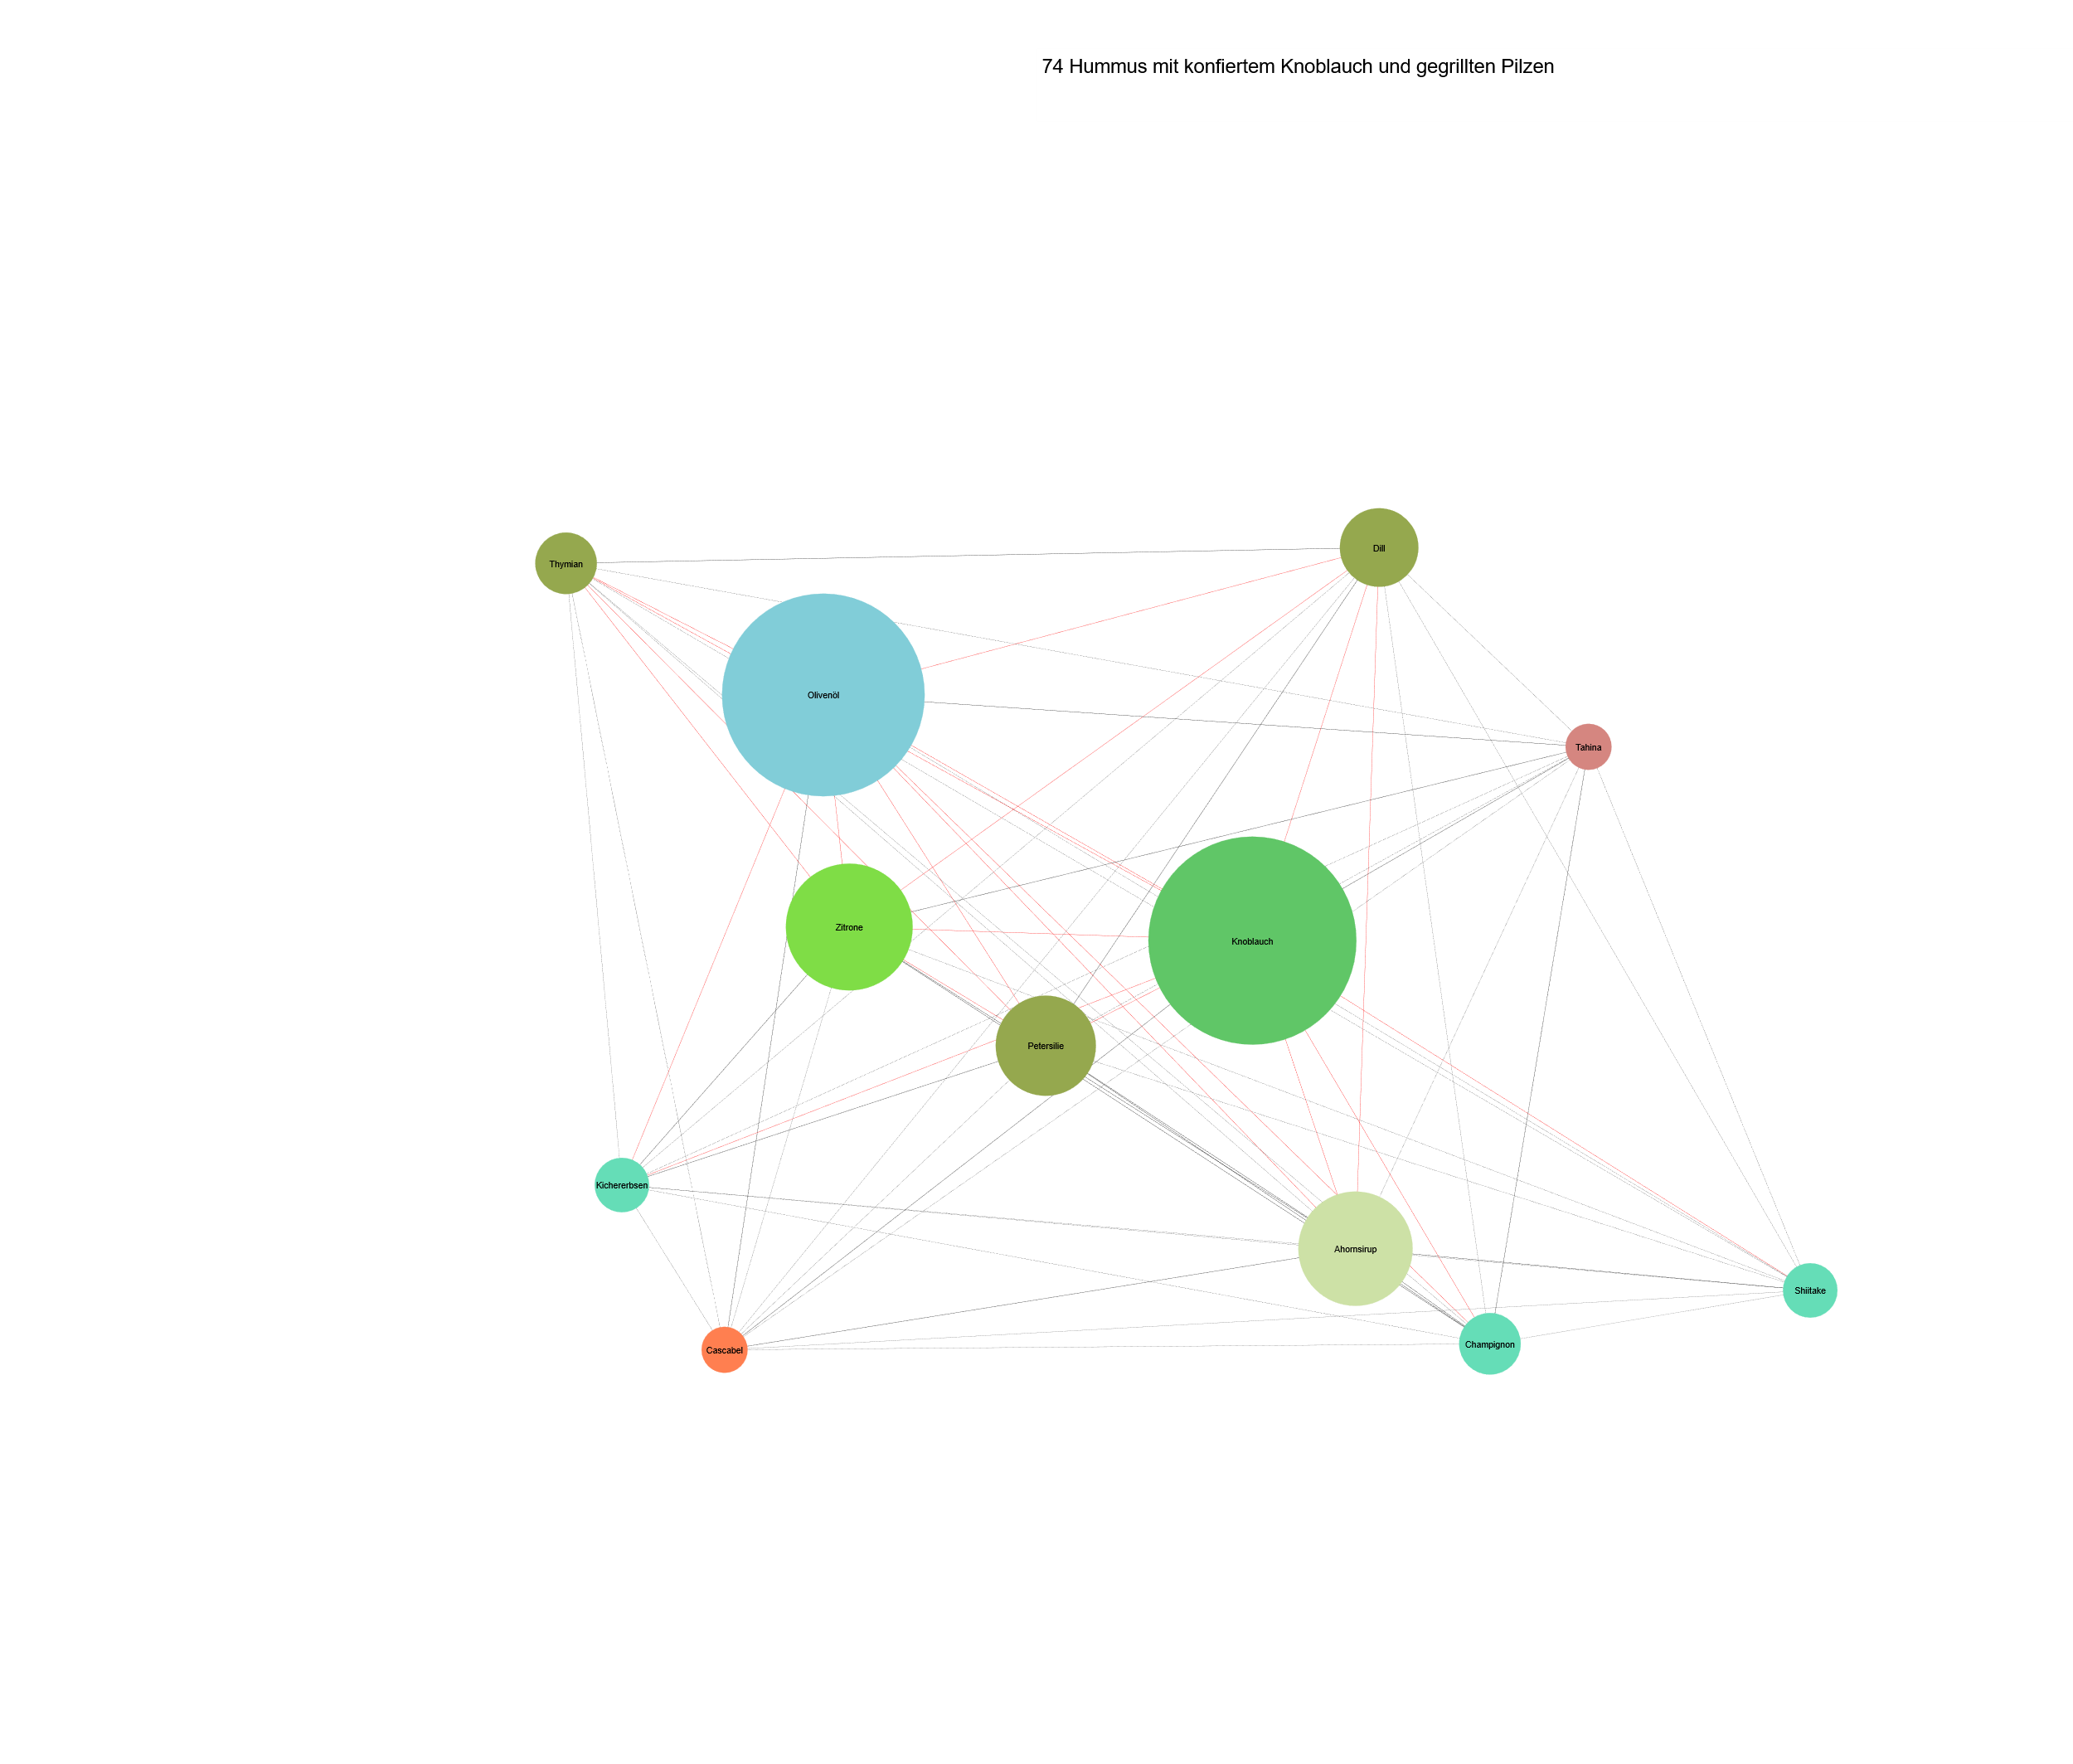 74 Hummus mit konfiertem Knoblauch und gegrillten Pilzen
Dill
Thymian
Olivenöl
Tahina
Zitrone
Knoblauch
Petersilie
Kichererbsen
Ahornsirup
Shiitake
Champignon
Cascabel